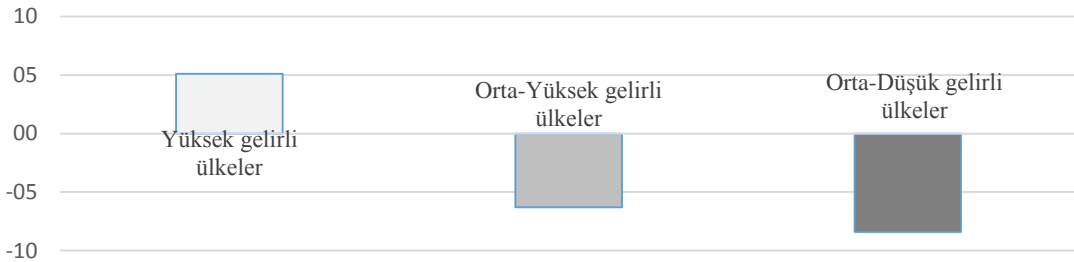 10
05
00
-05
-10
Yüksek gelirli
ülkeler
Orta-Yüksek gelirli
ülkeler
Orta-Düşük gelirli
ülkeler